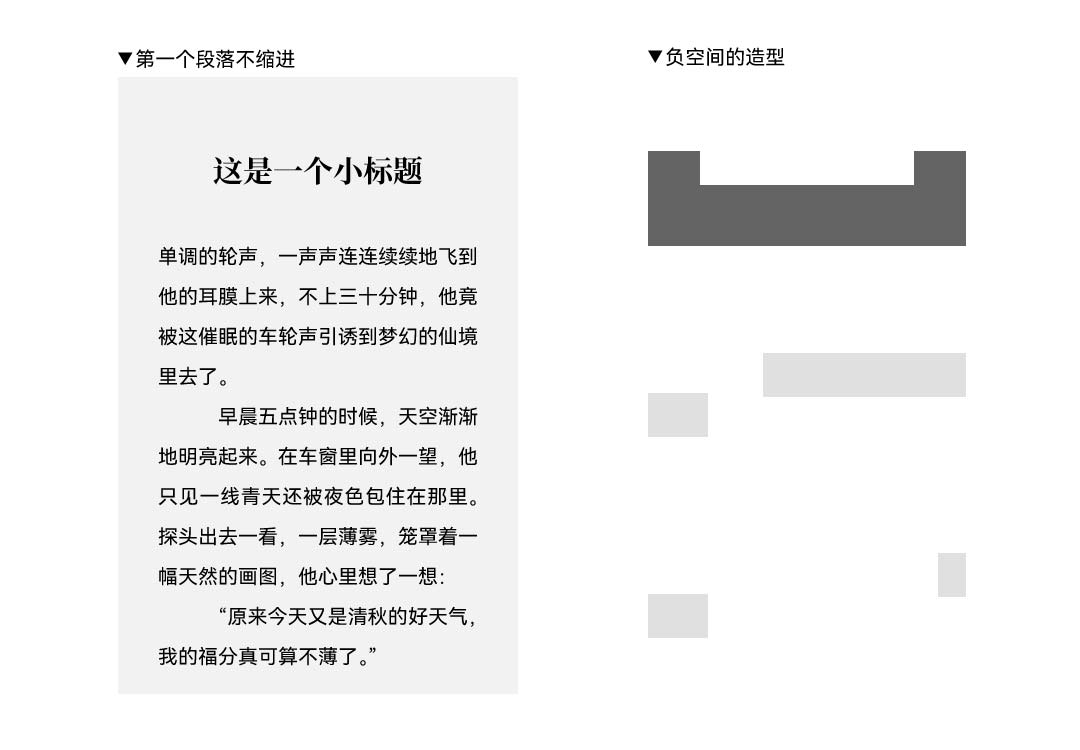 ▼第一个段落不缩进
这是一个小标题
单调的轮声，一声声连连续续地飞到
他的耳膜上来，不上三十分钟，他竟
被这催眠的车轮声引诱到梦幻的仙境
里去了。
早晨五点钟的时候，天空渐渐
地明亮起来。在车窗里向外一望，他
只见一线青天还被夜色包住在那里。
探头出去一看，一层薄雾，笼罩着一
幅天然的画图，他心里想了一想：
“原来今天又是清秋的好天气，
我的福分真可算不薄了。”
▼负空间的造型